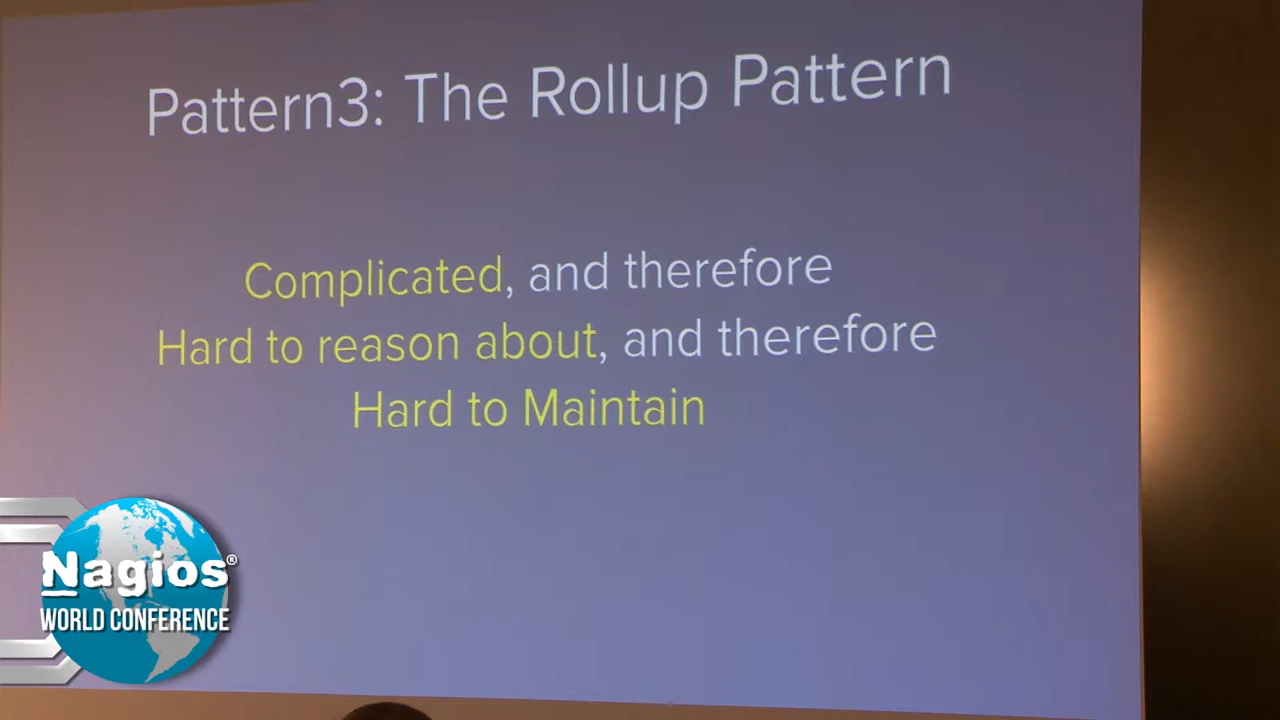 Pattern3: The Rollup Pattern
Complicated, and therefore
Hard to reason about, and therefore
Hard to Maintain
Nagios®
WORLD CONFERENCE